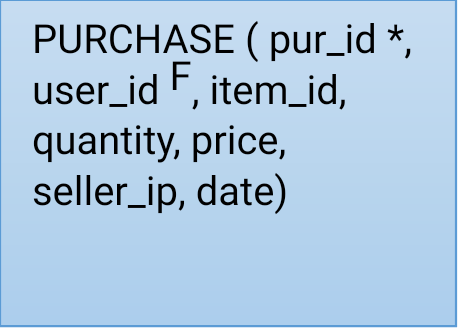 PURCHASE ( pur_id *,
user_id F, item_id,
quantity, price,
seller_ip, date)